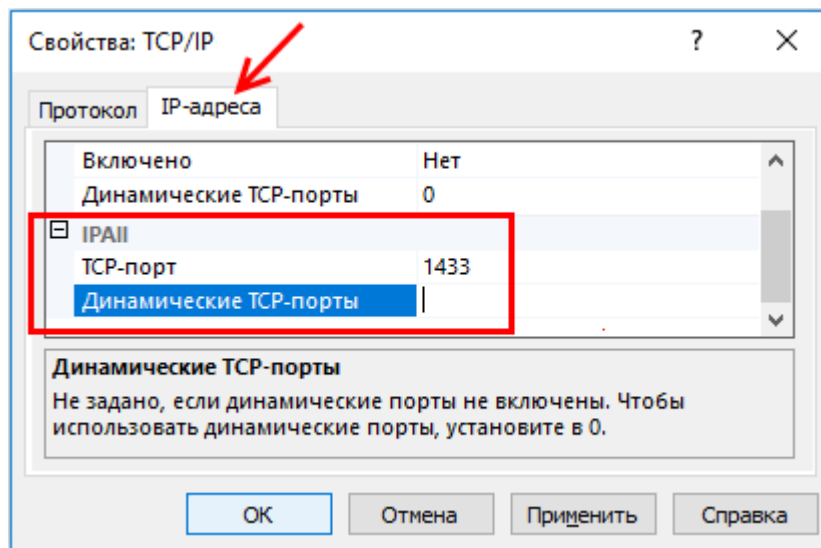 Свойства: TCP/IP ? X
Протокол IP-адреса
Включено Нет
Динамические TCP-порты 0
IPAll
TCP-порт 1433
Динамические TCP-порты
Динамические TCP-порты
Не задано, если динамические порты не включены. Чтобы
использовать динамические порты, установите в 0.
ОК Отмена Применить Справка